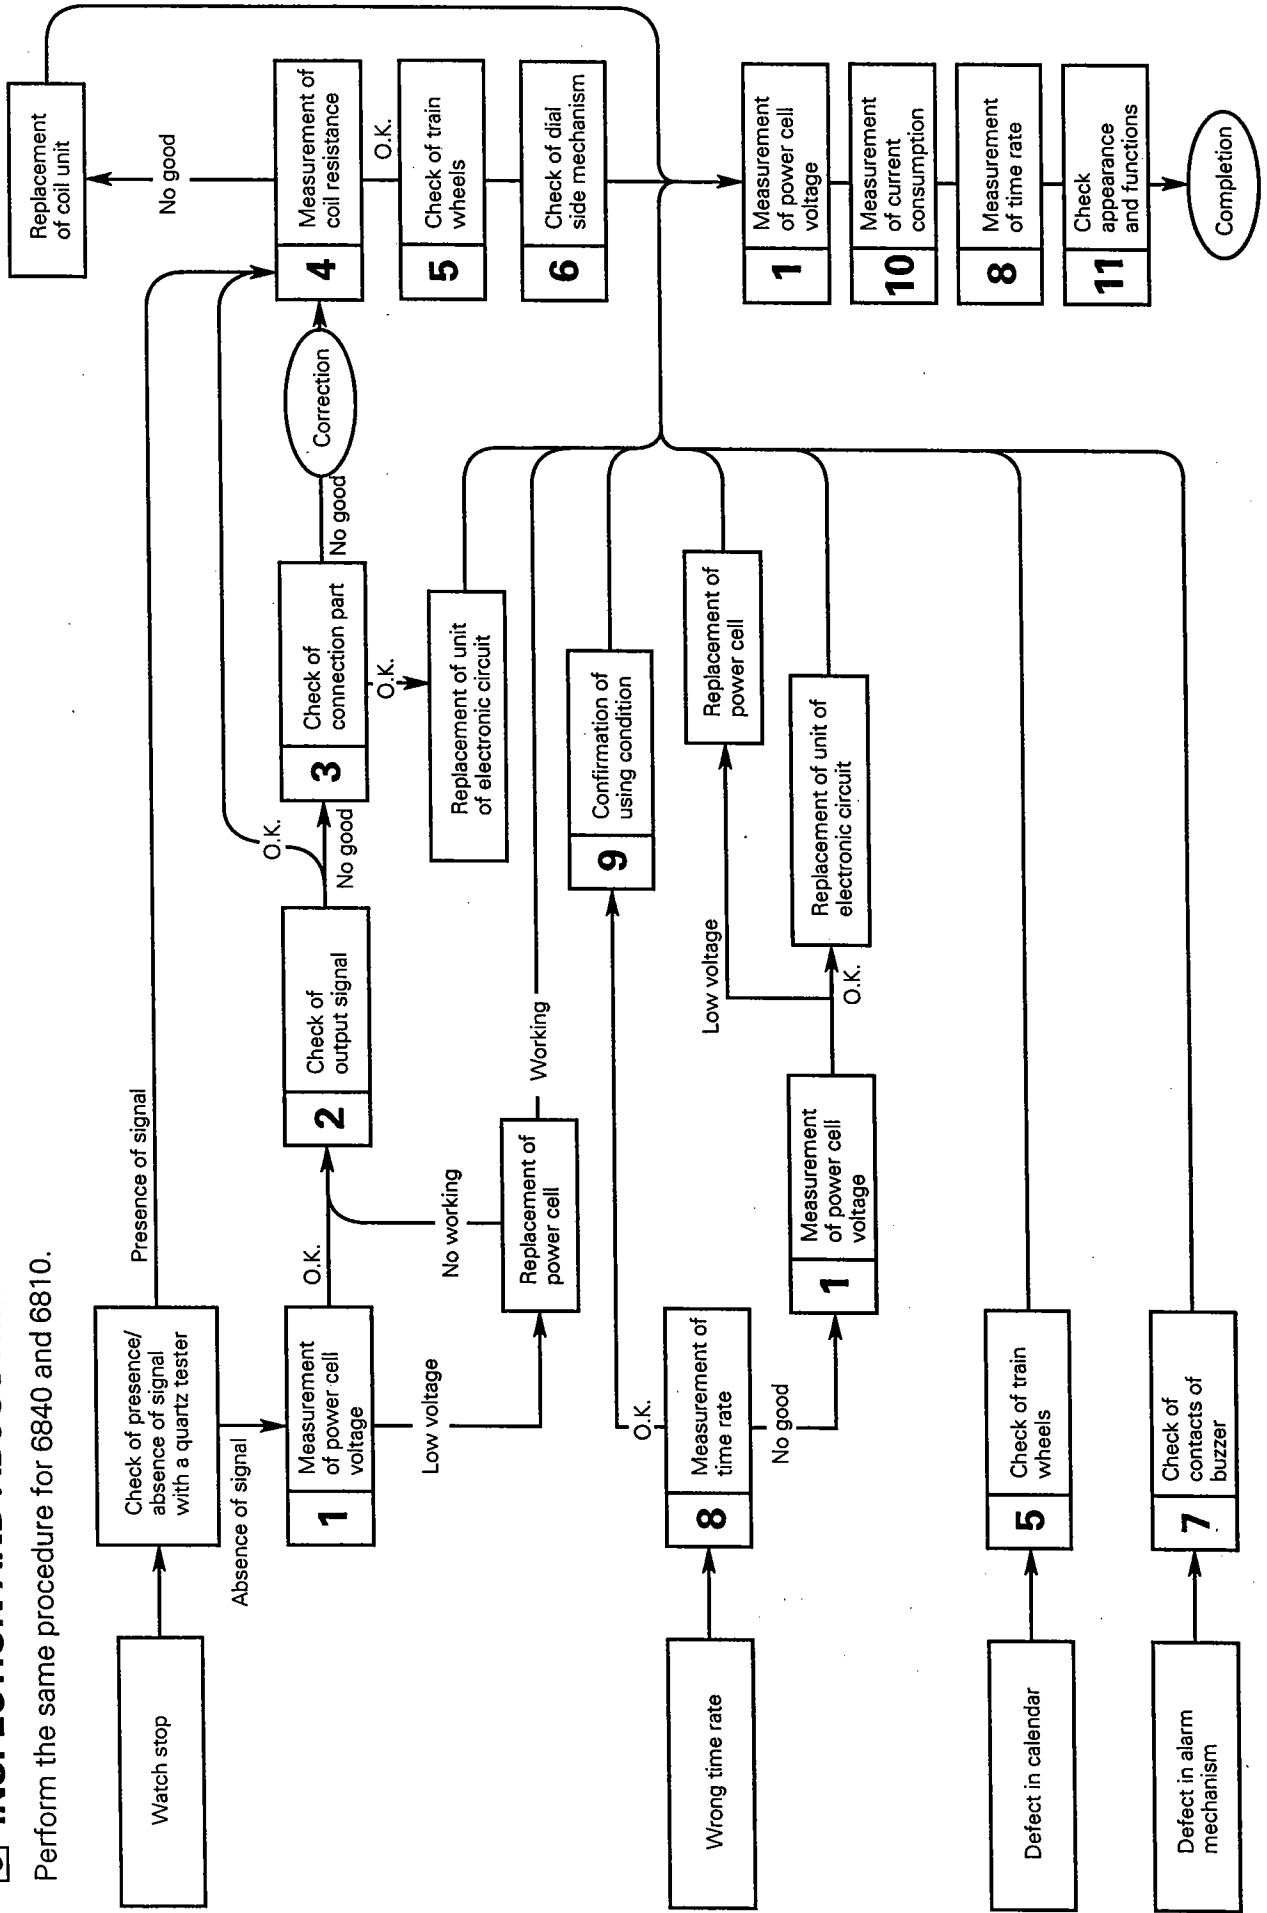 Perform the same procedure for 6840 and 6810.
Watch stop
Check of presence/
absence of signal
with a quartz tester
Presence of signal
Absence of signal
1
Measurement
of power cell
voltage
O.K.
Low voltage
Replacement of
power cell
No working
Working
2
Check of
output signal
O.K.
No good
3
Check of
connection part
No good
O.K.
Correction
Replacement of unit
of electronic circuit
4
Measurement of
coil resistance
No good
Replacement
of coil unit
O.K.
5
Check of train
wheels
6
Check of dial
side mechanism
Wrong time rate
8
Measurement of
time rate
O.K.
9
Confirmation of
using condition
No good
1
Measurement
of power cell
voltage
Low voltage
Replacement of
power cell
O.K.
Replacement of unit of
electronic circuit
Defect in calendar
5
Check of train
wheels
Defect in alarm
mechanism
7
Check of
contacts of
buzzer
1
Measurement
of power cell
voltage
10
Measurement
of current
consumption
8
Measurement
of time rate
11
Check
appearance
and functions
Completion